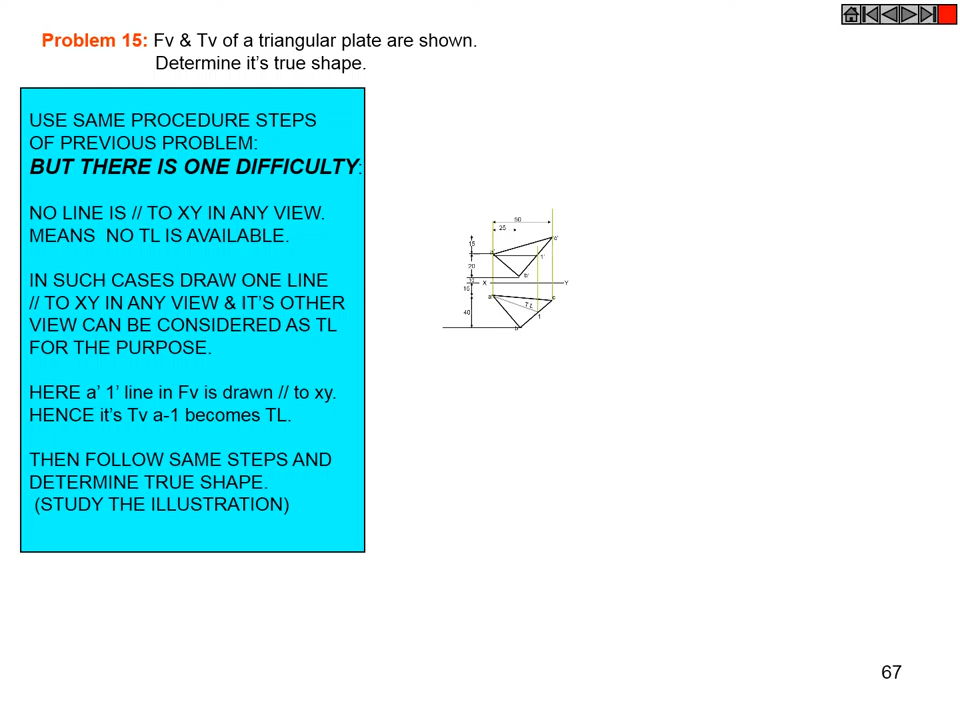 Problem 15: Fv & Tv of a triangular plate are shown.
Determine it's true shape.
USE SAME PROCEDURE STEPS
OF PREVIOUS PROBLEM:
BUT THERE IS ONE DIFFICULTY:
NO LINE IS // TO XY IN ANY VIEW.
MEANS NO TL IS AVAILABLE.
IN SUCH CASES DRAW ONE LINE
// TO XY IN ANY VIEW & IT'S OTHER
VIEW CAN BE CONSIDERED AS TL
FOR THE PURPOSE.
HERE a' 1' line in Fv is drawn // to xy.
HENCE it's Tv a-1 becomes TL.
THEN FOLLOW SAME STEPS AND
DETERMINE TRUE SHAPE.
(STUDY THE ILLUSTRATION)
50
25
15
c'
a'
1'
20
b'
10
X
Y
15
a
c
TL
40
1
b
67